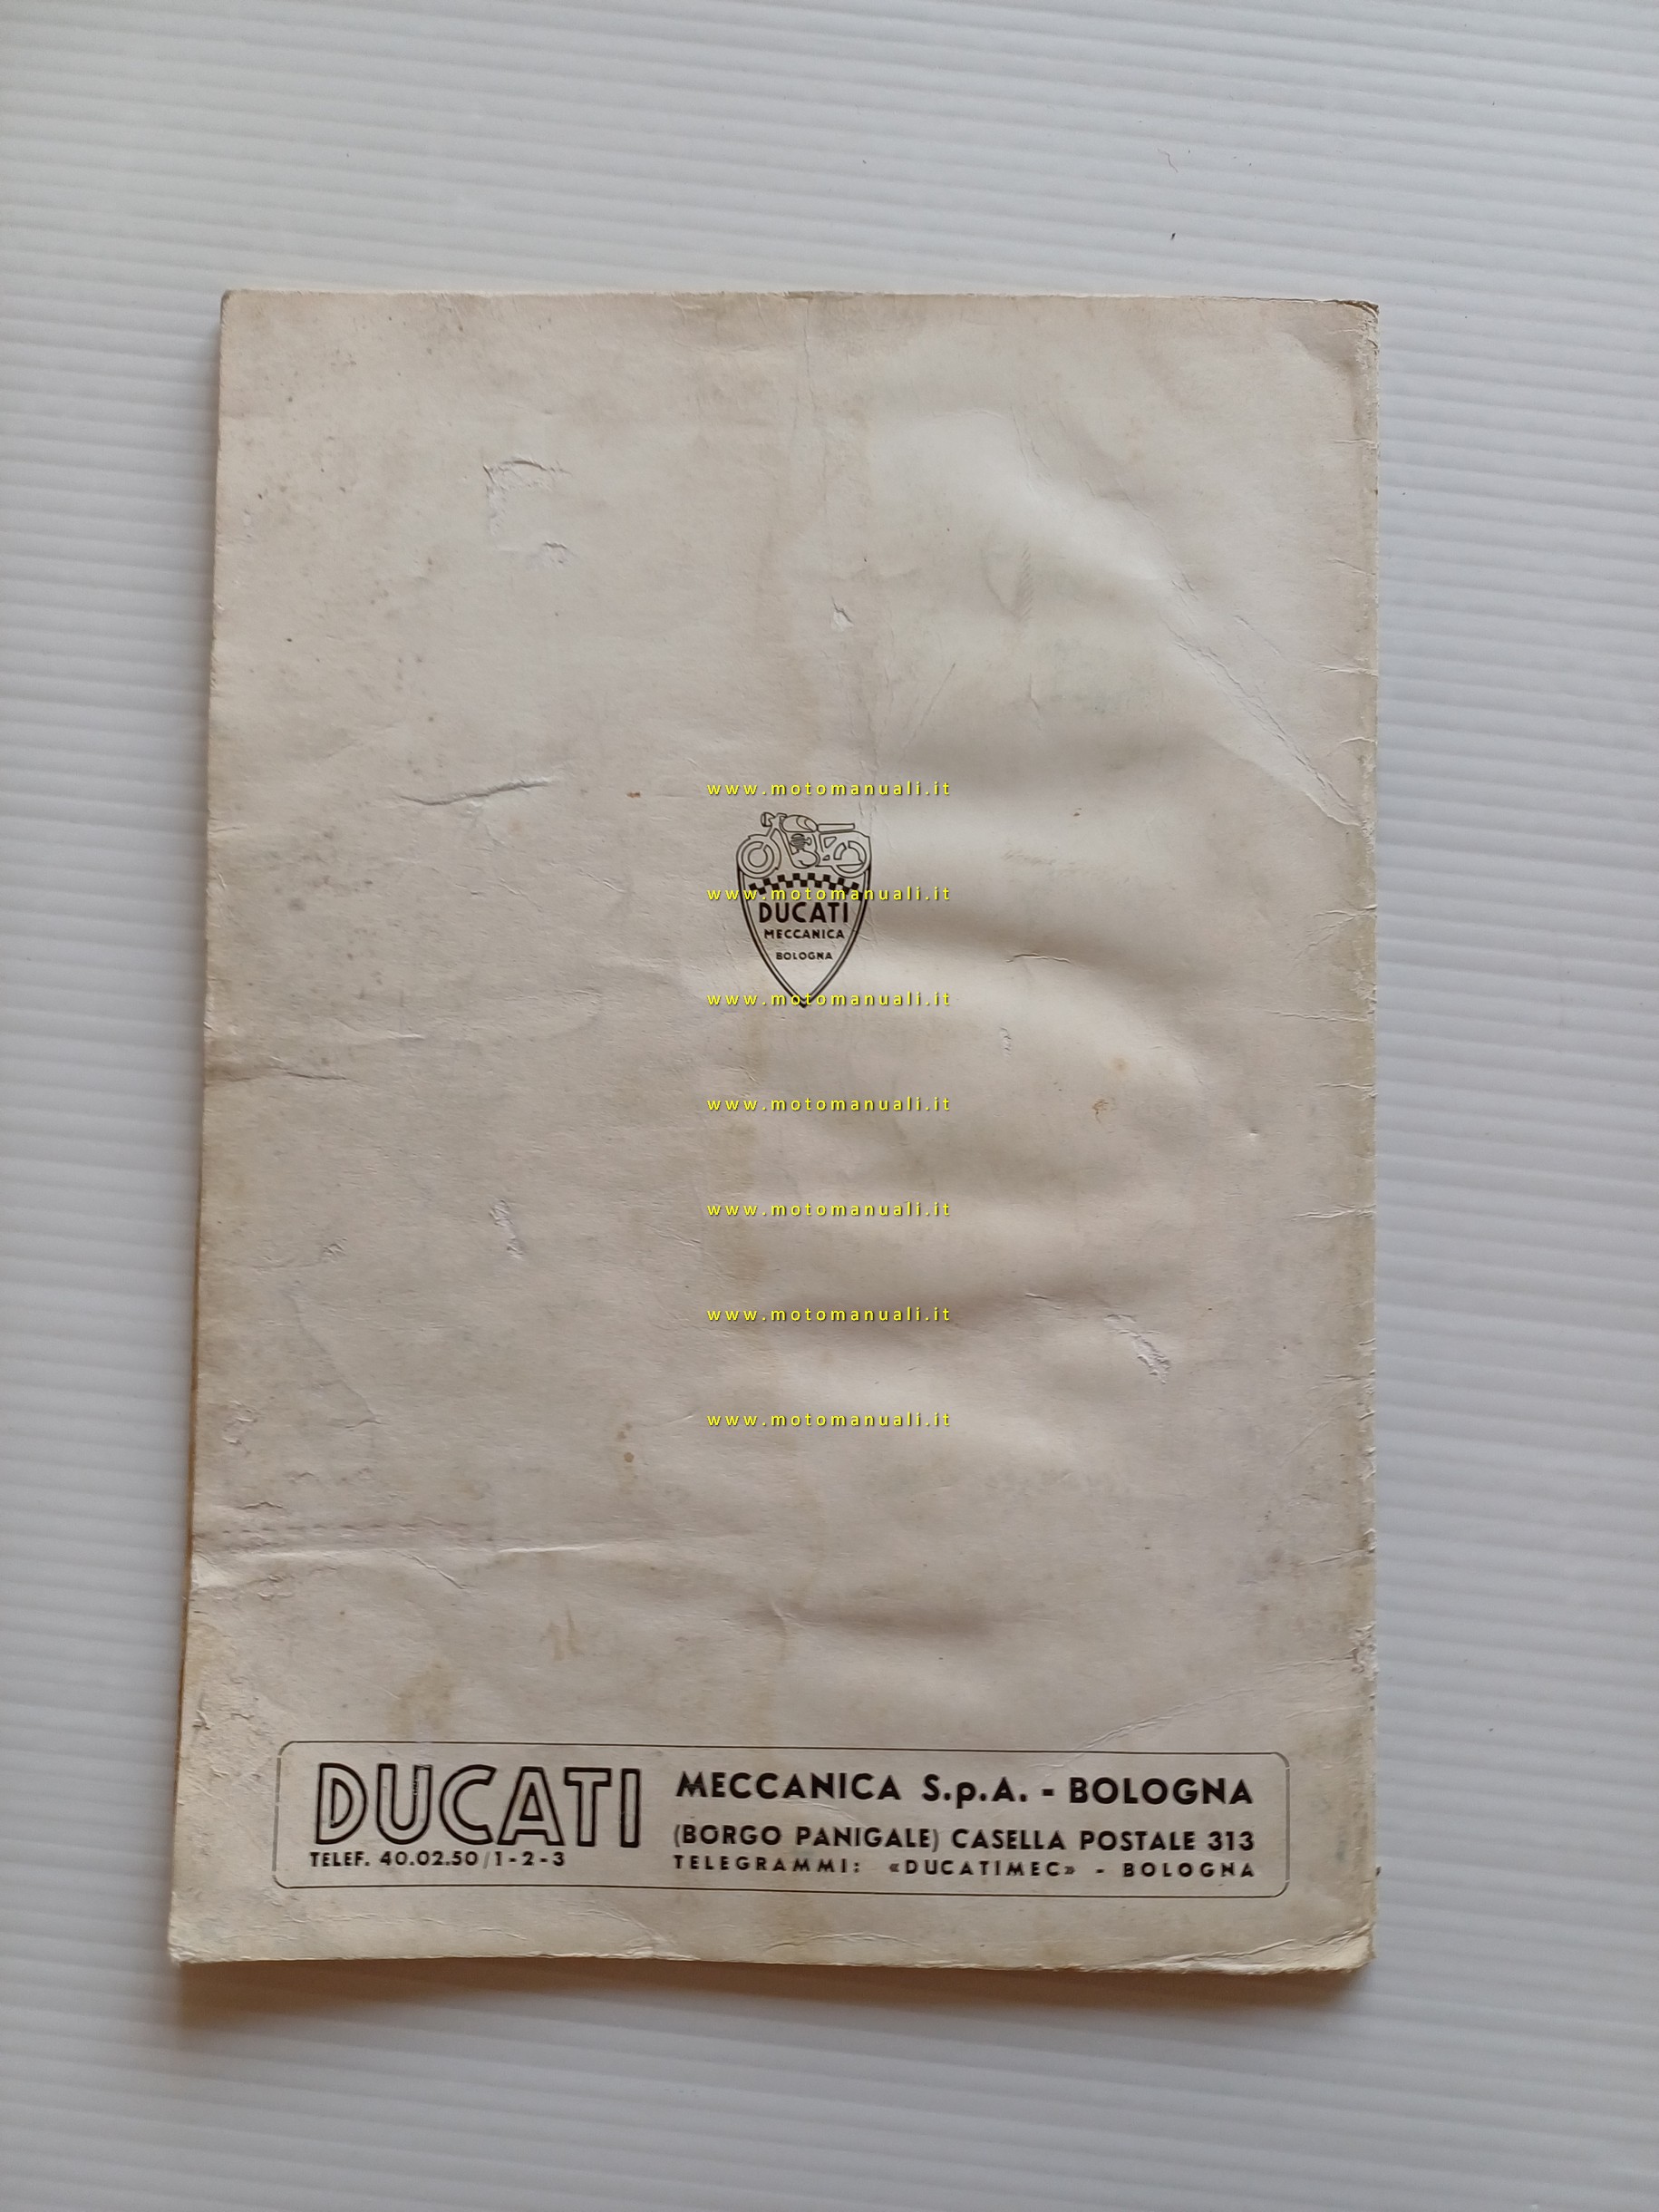 www.motomanuali.it
www.motomanuali.it
DUCATI
MECCANICA
BOLOGNA
www.motomanuali.it
www.motomanuali.it
www.motomanuali.it
www.motomanuali.it
www.motomanuali.it
DUCATI
TELEF. 40.02.50/1-2-3
MECCANICA S.p.A. - BOLOGNA
(BORGO PANIGALE) CASELLA POSTALE 313
TELEGRAMMI: «DUCATIMEC» - BOLOGNA